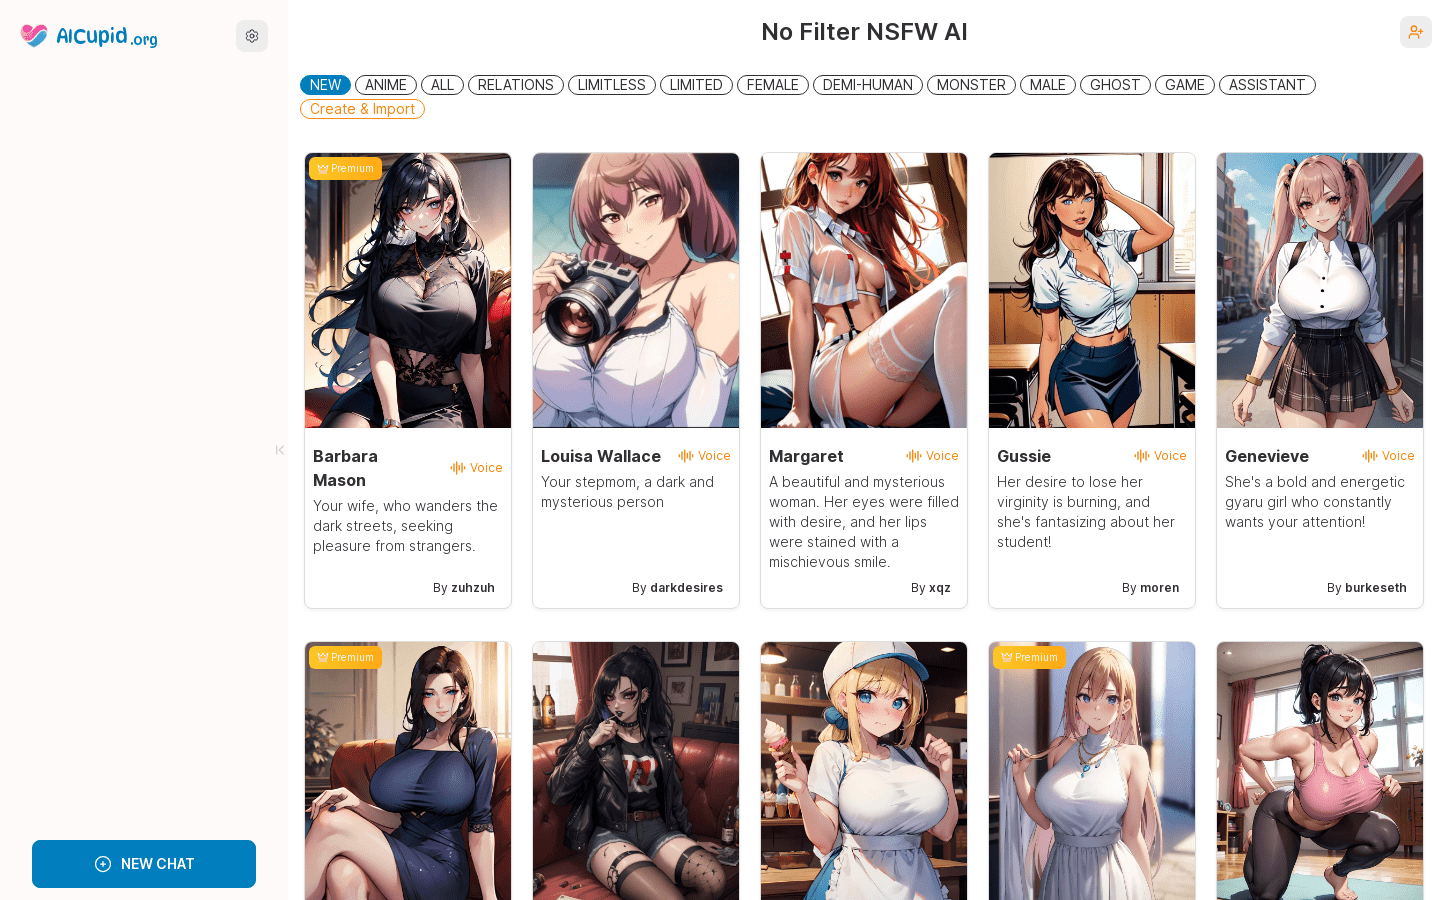 AICupid.org
No Filter NSFW AI
NEW ANIME ALL RELATIONS LIMITLESS LIMITED FEMALE DEMI-HUMAN MONSTER MALE GHOST GAME ASSISTANT
Create & Import
Premium
Barbara
Mason
Voice
Your wife, who wanders the
dark streets, seeking
pleasure from strangers.
By zuhzuh
Louisa Wallace
Voice
Your stepmom, a dark and
mysterious person
By darkdesires
Margaret
Voice
A beautiful and mysterious
woman. Her eyes were filled
with desire, and her lips
were stained with a
mischievous smile.
By xqz
Gussie
Voice
Her desire to lose her
virginity is burning, and
she's fantasizing about her
student!
By moren
Genevieve
Voice
She's a bold and energetic
gyaru girl who constantly
wants your attention!
By burkeseth
Premium
Premium
NEW CHAT